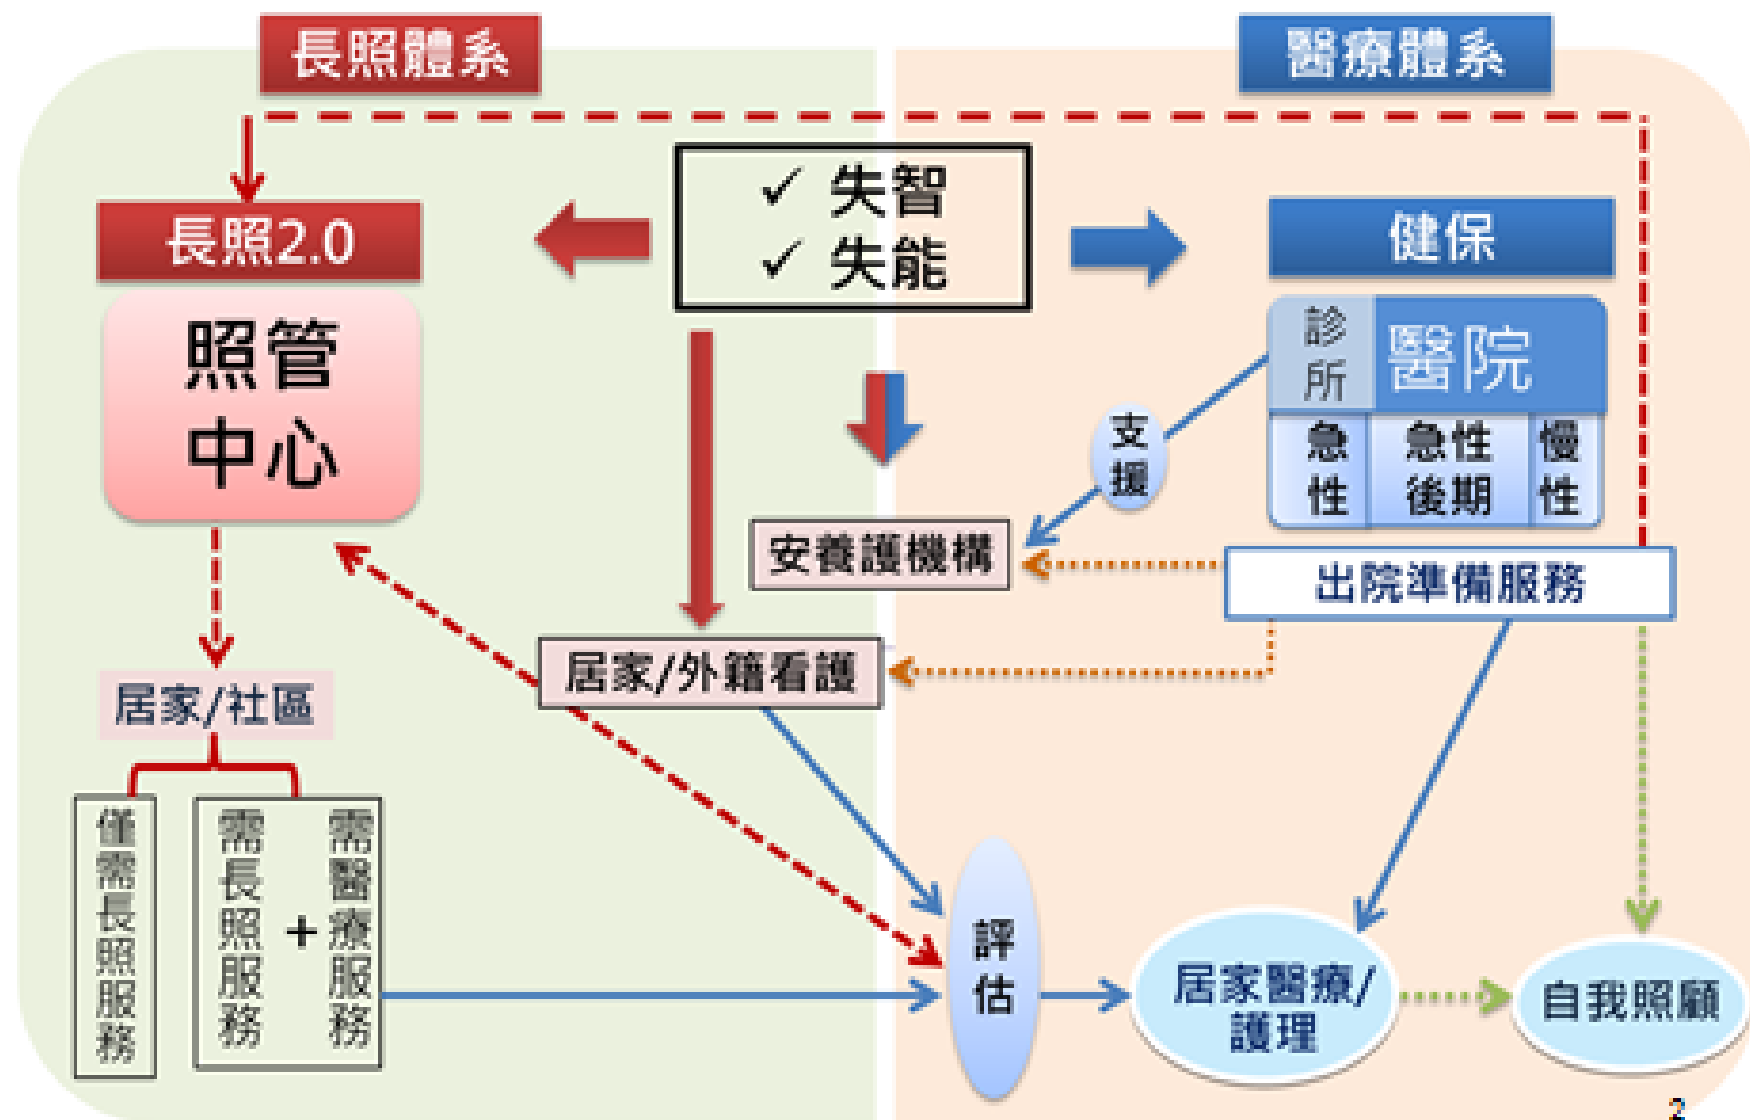 長照體系
醫療體系
✓ 失智
✓ 失能
長照2.0
健保
照管
中心
診所
醫院
急性
急性後期
慢性
支援
安養護機構
出院準備服務
居家/外籍看護
居家/社區
僅需長照服務
需長照服務
+
需醫療服務
評估
居家醫療/
護理
自我照顧
2